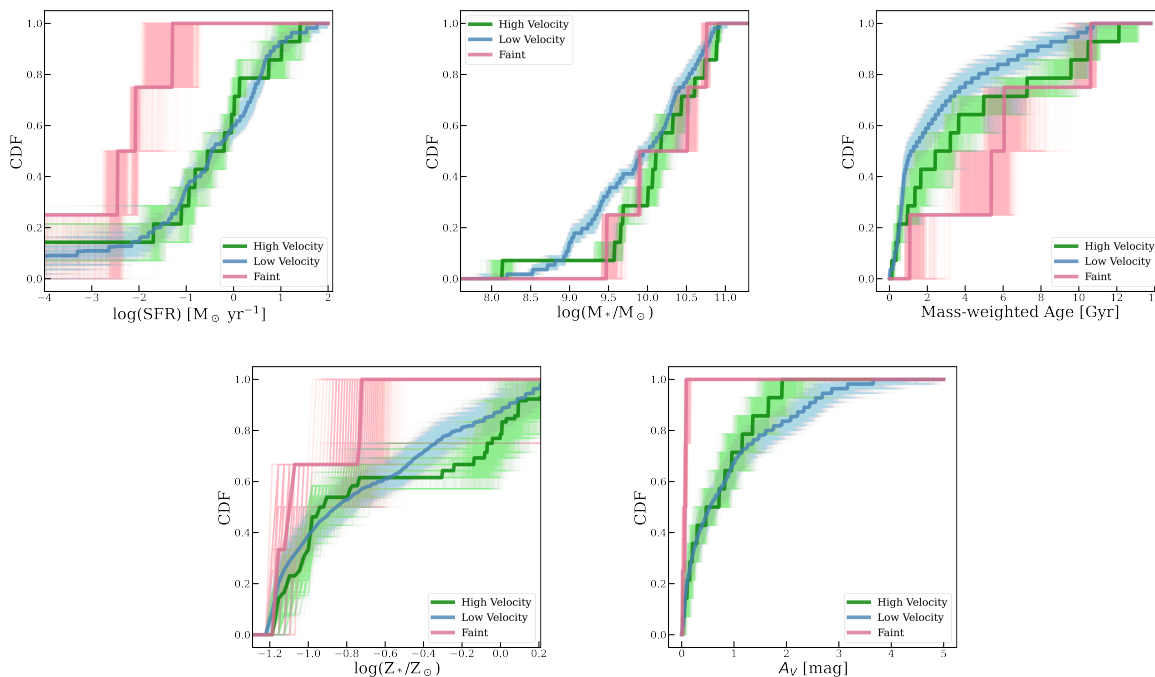 1.0
0.8
0.6
0.4
0.2
0.0
CDF
High Velocity
Low Velocity
Faint
−4 −3 −2 −1 0 1 2
log(SFR) [M⊙ yr⁻¹]
1.0
0.8
0.6
0.4
0.2
0.0
CDF
High Velocity
Low Velocity
Faint
8.0 8.5 9.0 9.5 10.0 10.5 11.0
log(M*/M⊙)
1.0
0.8
0.6
0.4
0.2
0.0
CDF
High Velocity
Low Velocity
Faint
0 2 4 6 8 10 12 14
Mass-weighted Age [Gyr]
1.0
0.8
0.6
0.4
0.2
0.0
CDF
High Velocity
Low Velocity
Faint
−1.2 −1.0 −0.8 −0.6 −0.4 −0.2 0.0 0.2
log(Z*/Z⊙)
1.0
0.8
0.6
0.4
0.2
0.0
CDF
High Velocity
Low Velocity
Faint
0 1 2 3 4 5
A_V [mag]